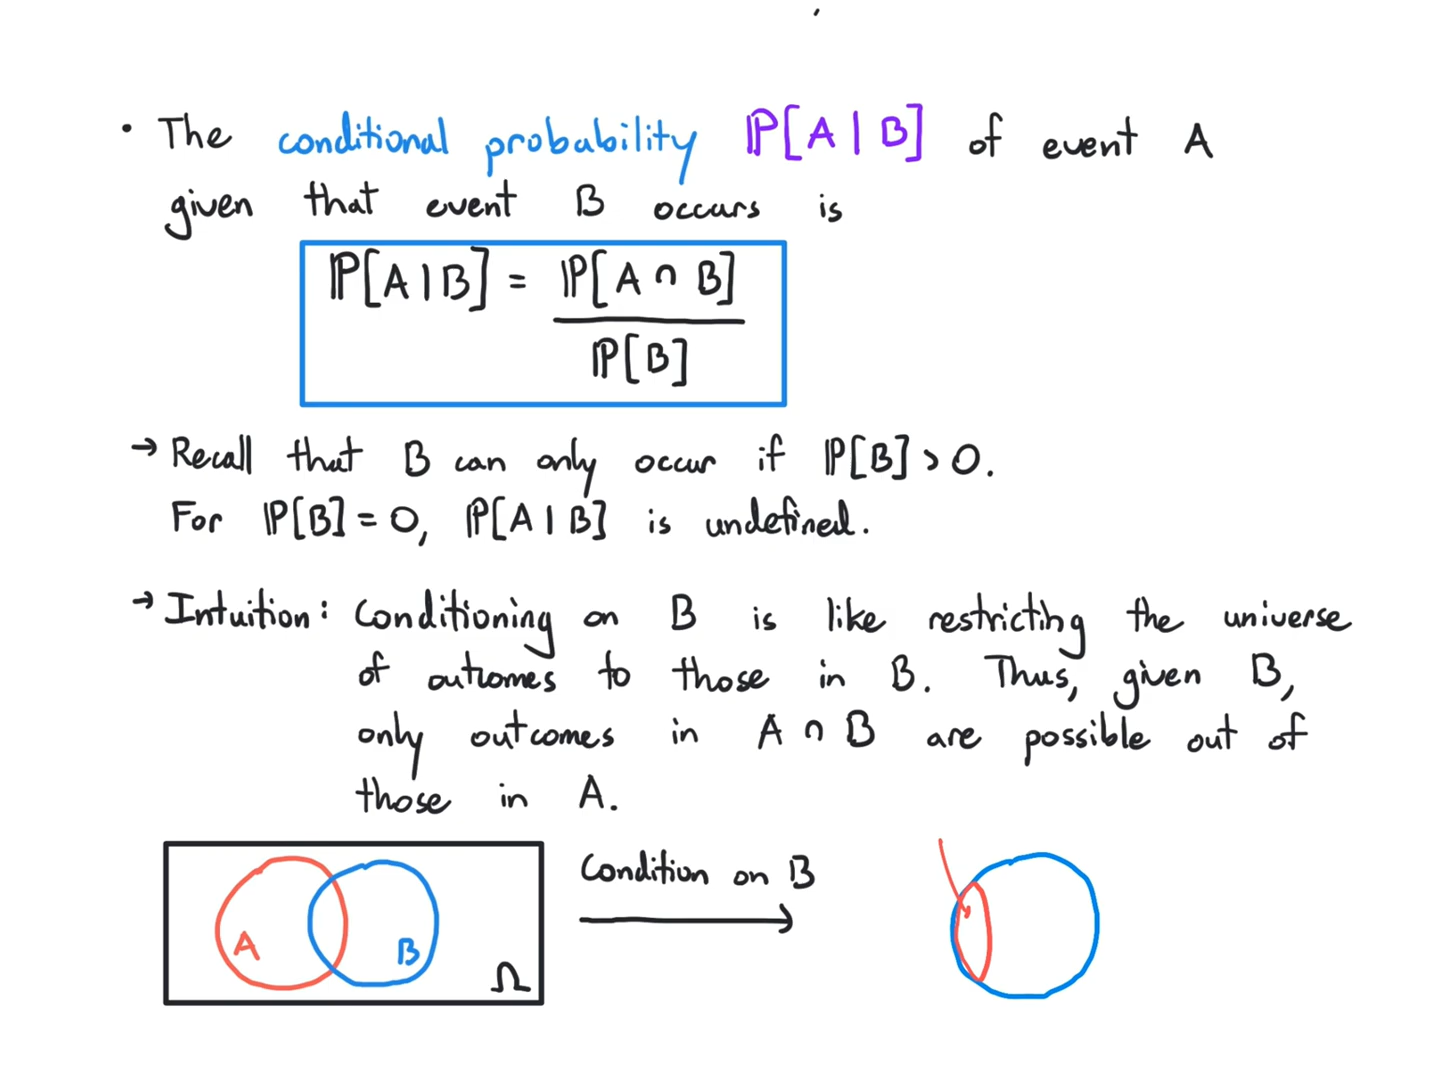 • The conditional probability ℙ[A|B] of event A
given that event B occurs is
ℙ[A|B] = ℙ[A ∩ B]
ℙ[B]
→ Recall that B can only occur if ℙ[B] > 0.
For ℙ[B] = 0, ℙ[A|B] is undefined.
→ Intuition: Conditioning on B is like restricting the universe
of outcomes to those in B. Thus, given B,
only outcomes in A ∩ B are possible out of
those in A.
A B Ω
Condition on B